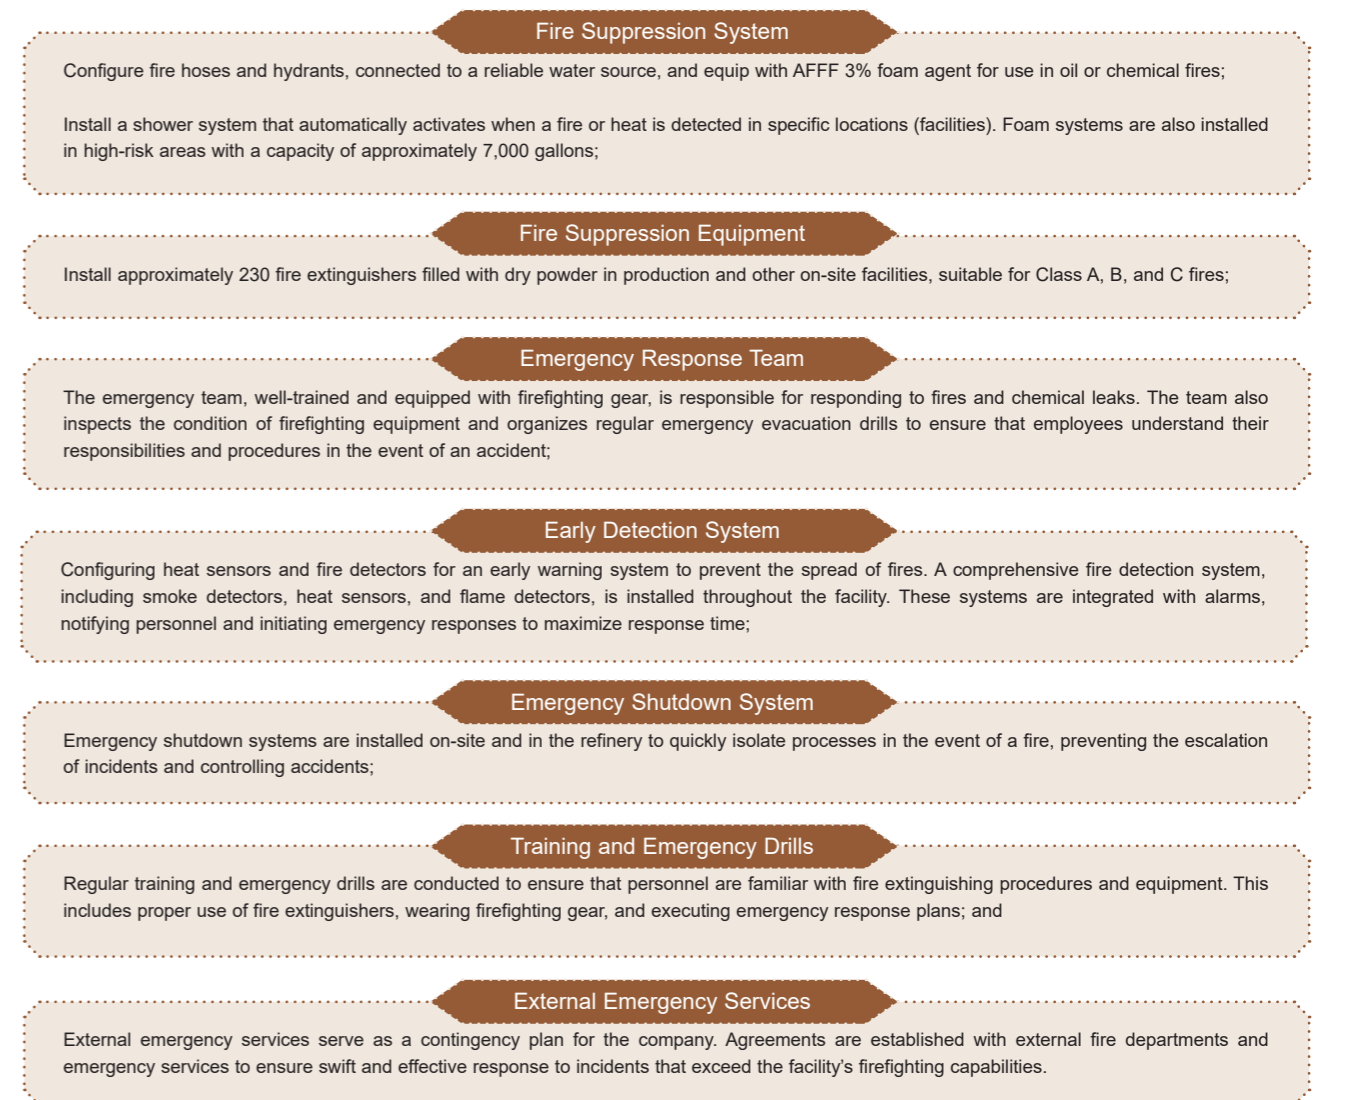 Fire Suppression System
Configure fire hoses and hydrants, connected to a reliable water source, and equip with AFFF 3% foam agent for use in oil or chemical fires;
Install a shower system that automatically activates when a fire or heat is detected in specific locations (facilities). Foam systems are also installed
in high-risk areas with a capacity of approximately 7,000 gallons;
Fire Suppression Equipment
Install approximately 230 fire extinguishers filled with dry powder in production and other on-site facilities, suitable for Class A, B, and C fires;
Emergency Response Team
The emergency team, well-trained and equipped with firefighting gear, is responsible for responding to fires and chemical leaks. The team also
inspects the condition of firefighting equipment and organizes regular emergency evacuation drills to ensure that employees understand their
responsibilities and procedures in the event of an accident;
Early Detection System
Configuring heat sensors and fire detectors for an early warning system to prevent the spread of fires. A comprehensive fire detection system,
including smoke detectors, heat sensors, and flame detectors, is installed throughout the facility. These systems are integrated with alarms,
notifying personnel and initiating emergency responses to maximize response time;
Emergency Shutdown System
Emergency shutdown systems are installed on-site and in the refinery to quickly isolate processes in the event of a fire, preventing the escalation
of incidents and controlling accidents;
Training and Emergency Drills
Regular training and emergency drills are conducted to ensure that personnel are familiar with fire extinguishing procedures and equipment. This
includes proper use of fire extinguishers, wearing firefighting gear, and executing emergency response plans; and
External Emergency Services
External emergency services serve as a contingency plan for the company. Agreements are established with external fire departments and
emergency services to ensure swift and effective response to incidents that exceed the facility’s firefighting capabilities.